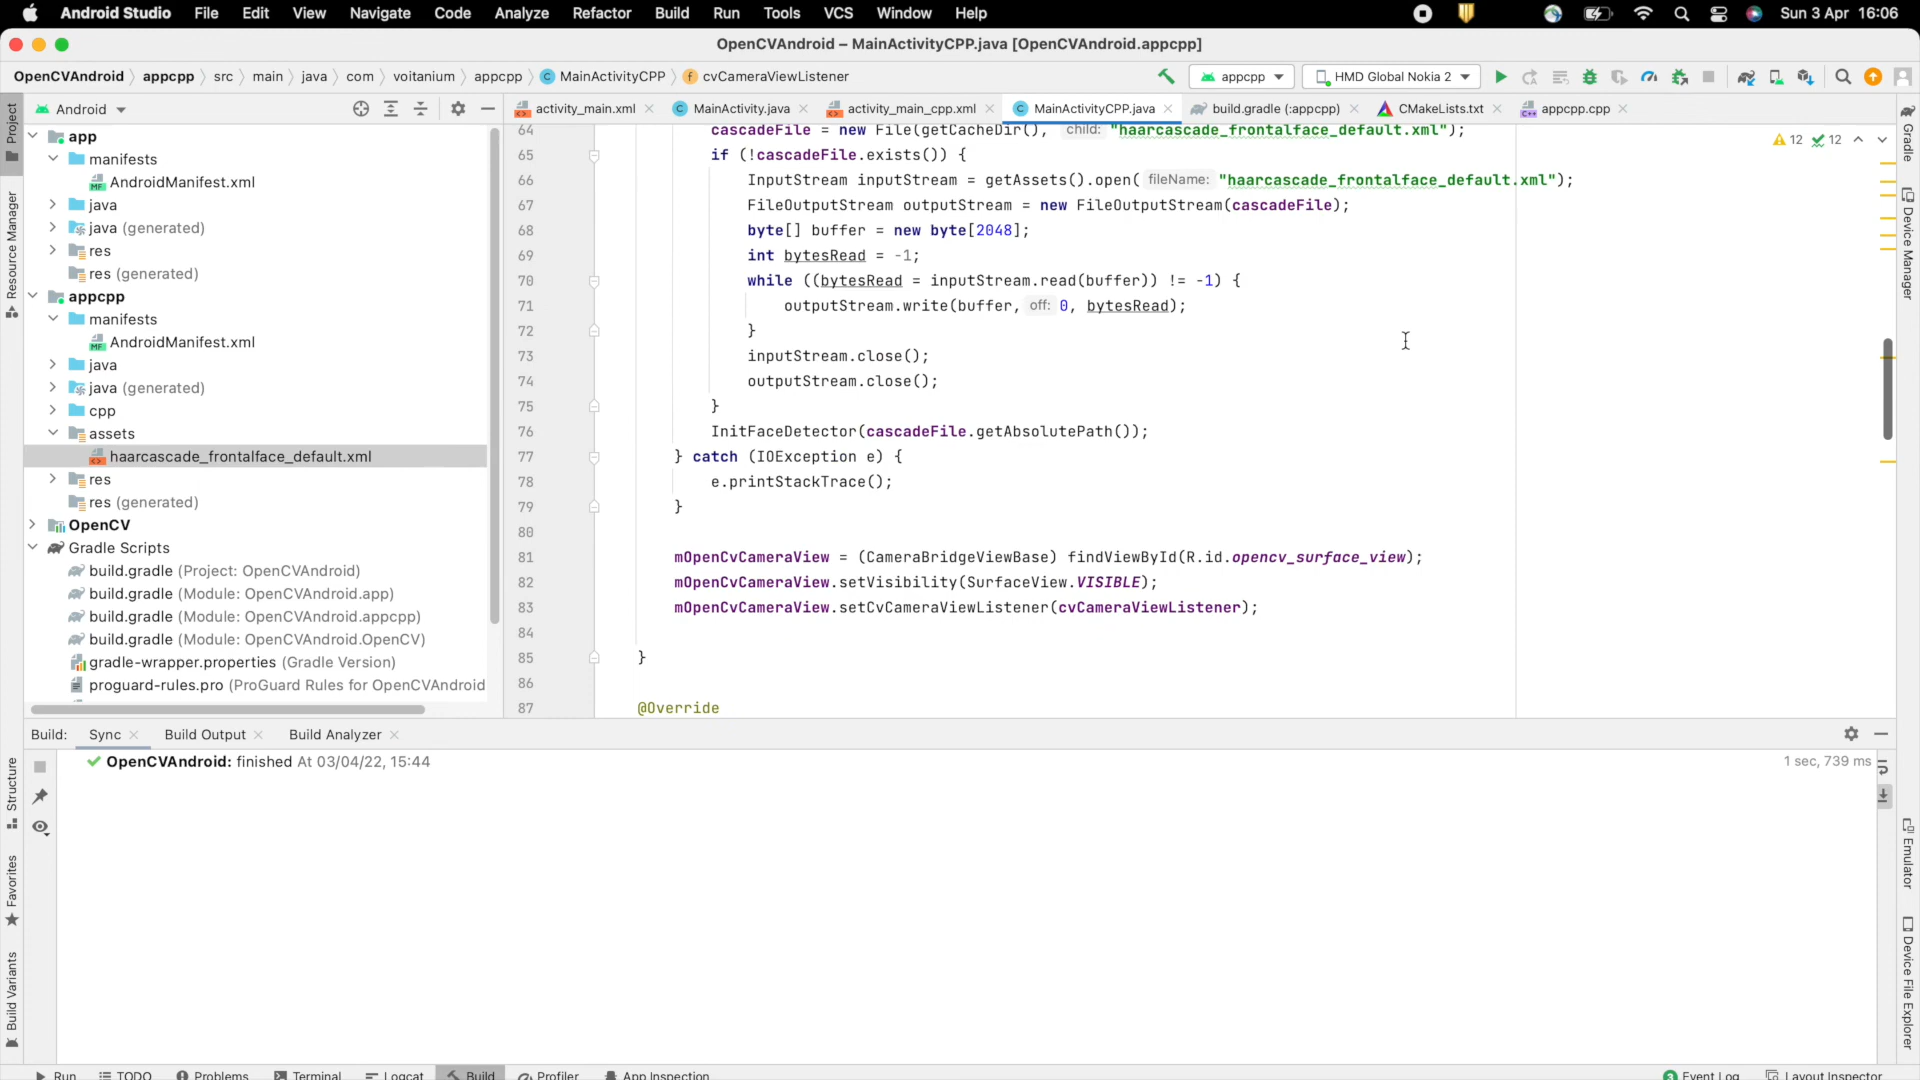 Android Studio File Edit View Navigate Code Analyze Refactor Build Run Tools VCS Window Help Sun 3 Apr 16:06
OpenCVAndroid – MainActivityCPP.java [OpenCVAndroid.appcpp]
OpenCVAndroid appcpp src main java com voitanium appcpp C MainActivityCPP f cvCameraViewListener appcpp HMD Global Nokia 2
Android activity_main.xml C MainActivity.java activity_main_cpp.xml C MainActivityCPP.java build.gradle (:appcpp) CMakeLists.txt appcpp.cpp
Project
Resource Manager
Structure
Favorites
Build Variants
app
manifests
AndroidManifest.xml
java
java (generated)
res
res (generated)
appcpp
manifests
AndroidManifest.xml
java
java (generated)
cpp
assets
haarcascade_frontalface_default.xml
res
res (generated)
OpenCV
Gradle Scripts
build.gradle (Project: OpenCVAndroid)
build.gradle (Module: OpenCVAndroid.app)
build.gradle (Module: OpenCVAndroid.appcpp)
build.gradle (Module: OpenCVAndroid.OpenCV)
gradle-wrapper.properties (Gradle Version)
proguard-rules.pro (ProGuard Rules for OpenCVAndroid
64 cascadeFile = new File(getCacheDir(), child: "haarcascade_frontalface_default.xml");
65 if (!cascadeFile.exists()) {
66 InputStream inputStream = getAssets().open( fileName: "haarcascade_frontalface_default.xml");
67 FileOutputStream outputStream = new FileOutputStream(cascadeFile);
68 byte[] buffer = new byte[2048];
69 int bytesRead = -1;
70 while ((bytesRead = inputStream.read(buffer)) != -1) {
71 outputStream.write(buffer, off: 0, bytesRead);
72 }
73 inputStream.close();
74 outputStream.close();
75 }
76 InitFaceDetector(cascadeFile.getAbsolutePath());
77 } catch (IOException e) {
78 e.printStackTrace();
79 }
80
81 mOpenCvCameraView = (CameraBridgeViewBase) findViewById(R.id.opencv_surface_view);
82 mOpenCvCameraView.setVisibility(SurfaceView.VISIBLE);
83 mOpenCvCameraView.setCvCameraViewListener(cvCameraViewListener);
84
85 }
86
87 @Override
12 12
Gradle
Device Manager
Emulator
Device File Explorer
Build: Sync Build Output Build Analyzer
OpenCVAndroid: finished At 03/04/22, 15:44 1 sec, 739 ms
Run TODO Problems Terminal Logcat Build Profiler App Inspection 3 Event Log Layout Inspector